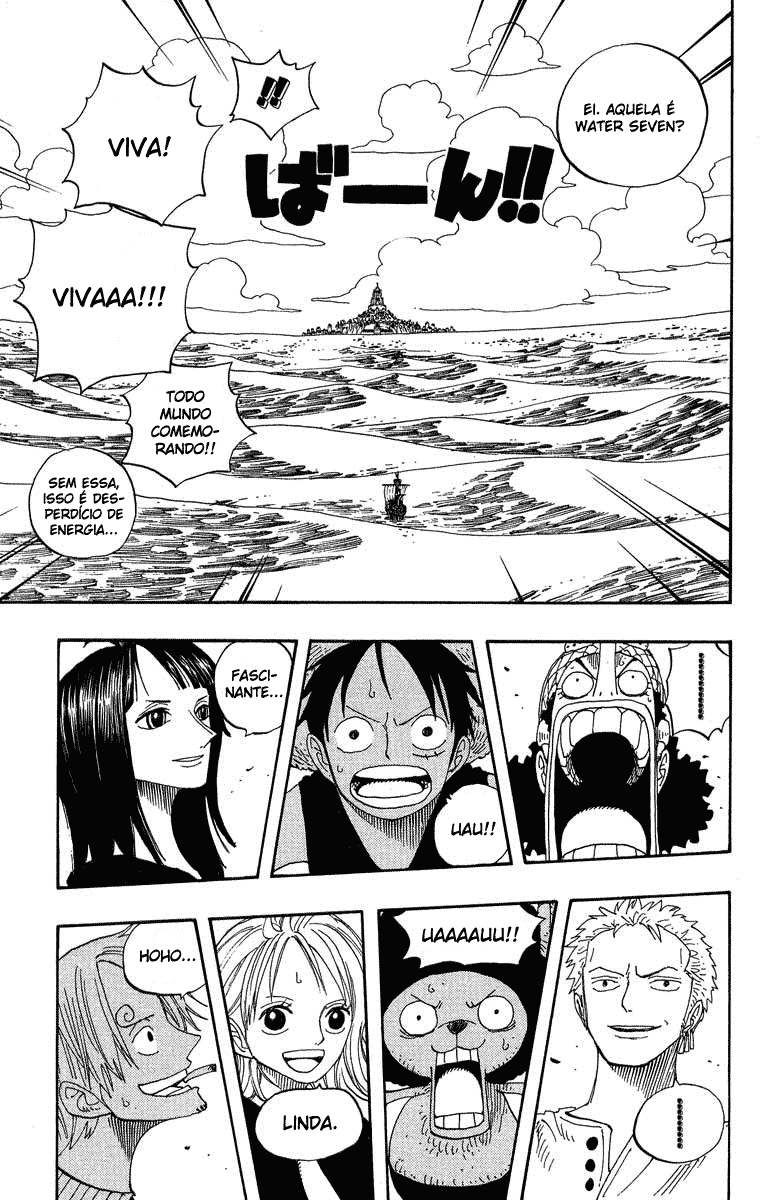 EI. AQUELA É
WATER SEVEN?
!!
VIVA!
ばーん!!
VIVAAA!!!
TODO
MUNDO
COMEMO-
RANDO!!
SEM ESSA,
ISSO É DES-
PERDÍCIO DE
ENERGIA...
FASCI-
NANTE...
UAU!!
HOHO...
LINDA.
UAAAAUU!!